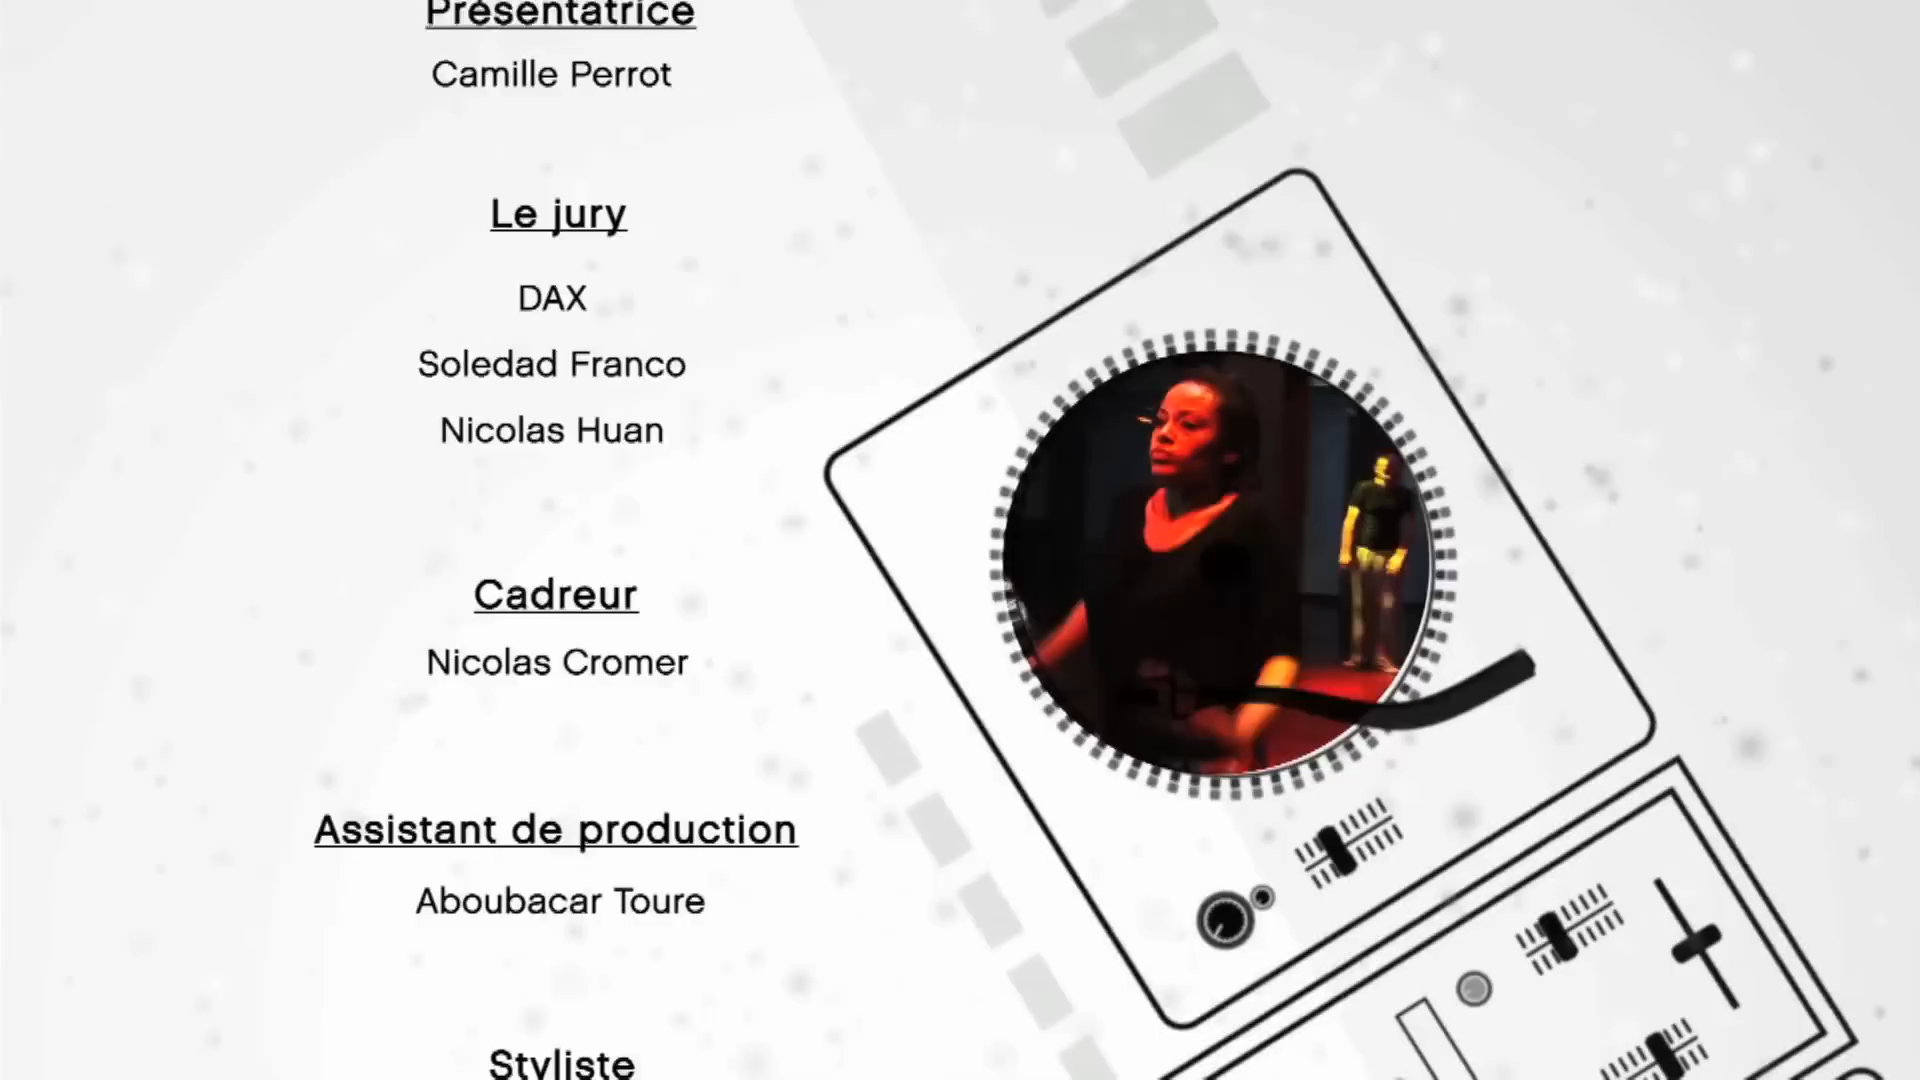 Présentatrice
Camille Perrot
Le jury
DAX
Soledad Franco
Nicolas Huan
Cadreur
Nicolas Cromer
Assistant de production
Aboubacar Toure
Styliste